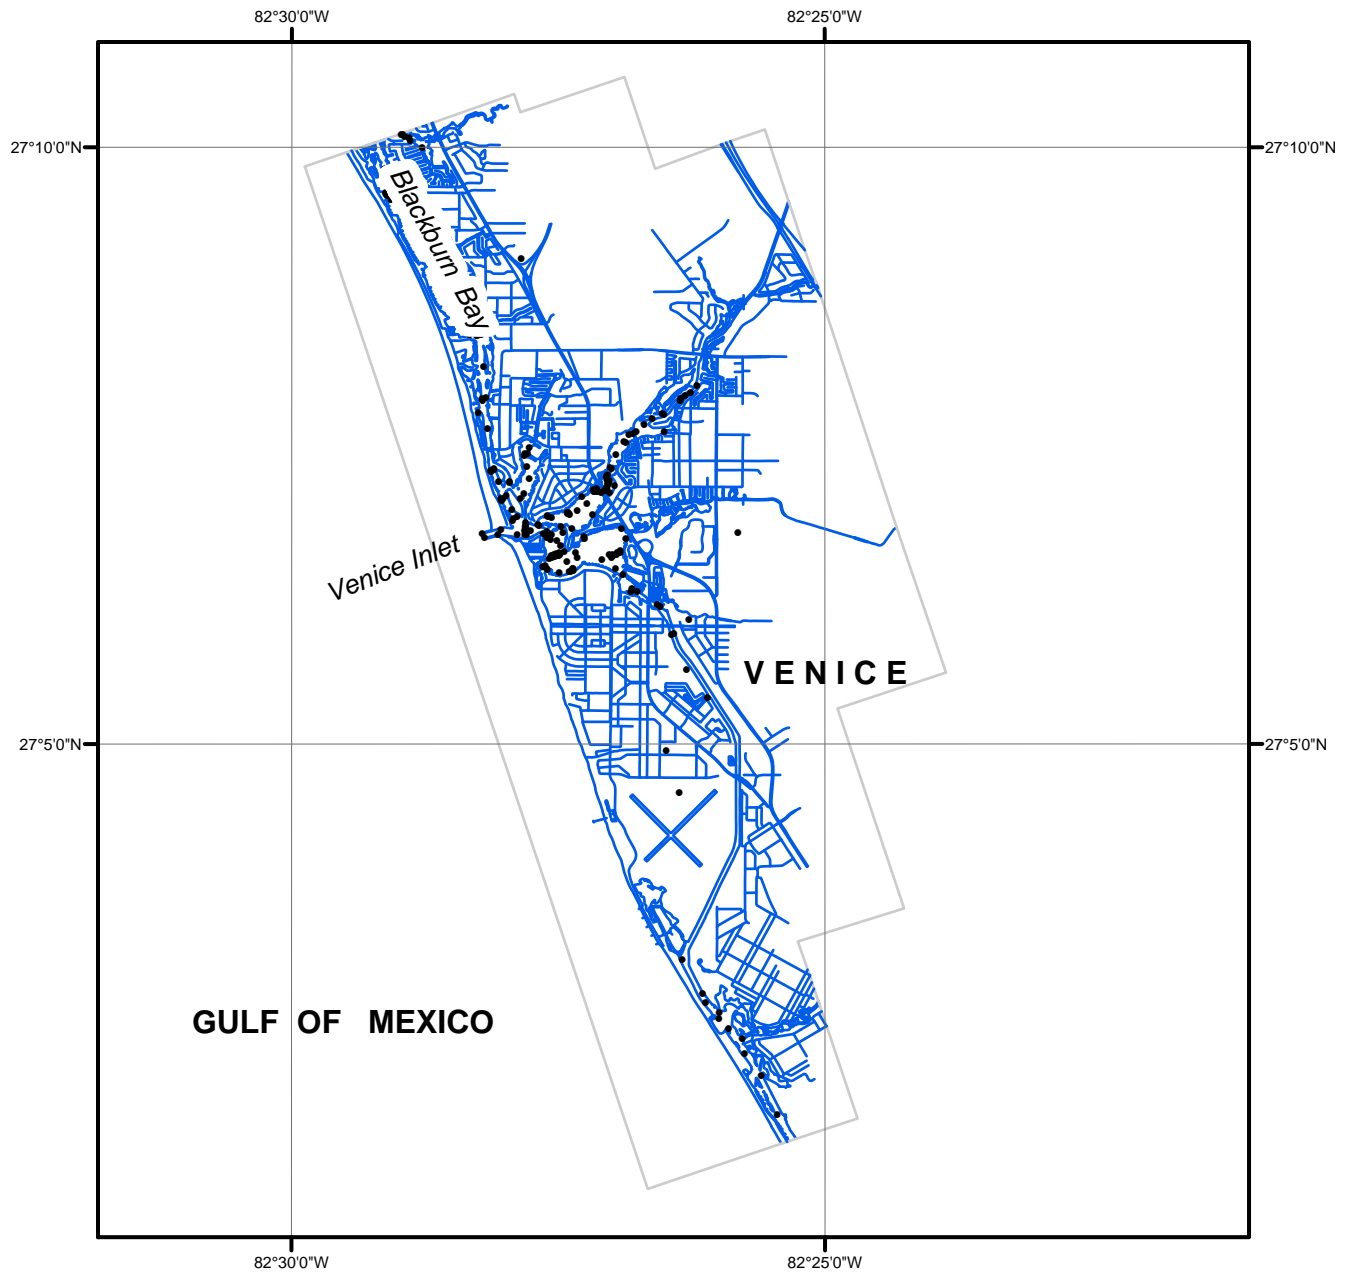 82°30'0"W 82°25'0"W
27°10'0"N 27°10'0"N
Blackburn Bay
Venice Inlet
VENICE
27°5'0"N 27°5'0"N
GULF OF MEXICO
82°30'0"W 82°25'0"W